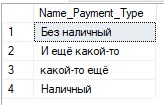 Name_Payment_Type
1 Без наличный
2 И ещё какой-то
3 какой-то ещё
4 Наличный